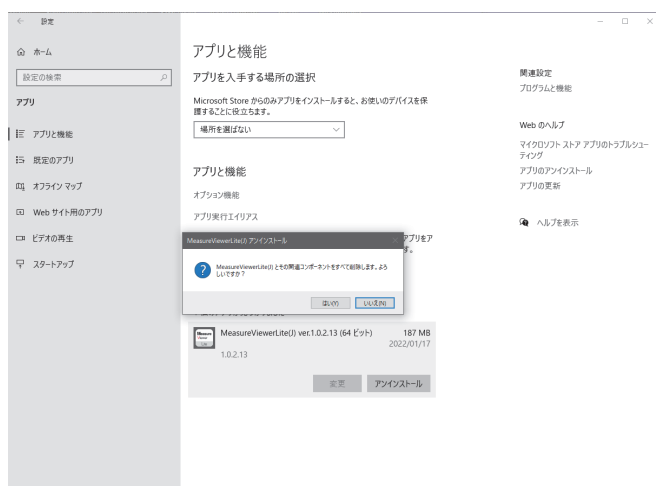 設定
ホーム
設定の検索
アプリ
アプリと機能
既定のアプリ
オフライン マップ
Web サイト用のアプリ
ビデオの再生
スタートアップ
アプリと機能
アプリを入手する場所の選択
Microsoft Store からのみアプリをインストールすると、お使いのデバイスを保
護することに役立ちます。
場所を選ばない
アプリと機能
オプション機能
アプリ実行エイリアス
アプリをア
す。
MeasureViewerLite(J) アンインストール
MeasureViewerLite(J) とその関連コンポーネントをすべて削除します。よろ
しいですか?
はい(Y)
いいえ(N)
Measure
Viewer
Lite
MeasureViewerLite(J) ver.1.0.2.13 (64 ビット)
187 MB
2022/01/17
1.0.2.13
変更
アンインストール
関連設定
プログラムと機能
Web のヘルプ
マイクロソフト ストア アプリのトラブルシュー
ティング
アプリのアンインストール
アプリの更新
ヘルプを表示